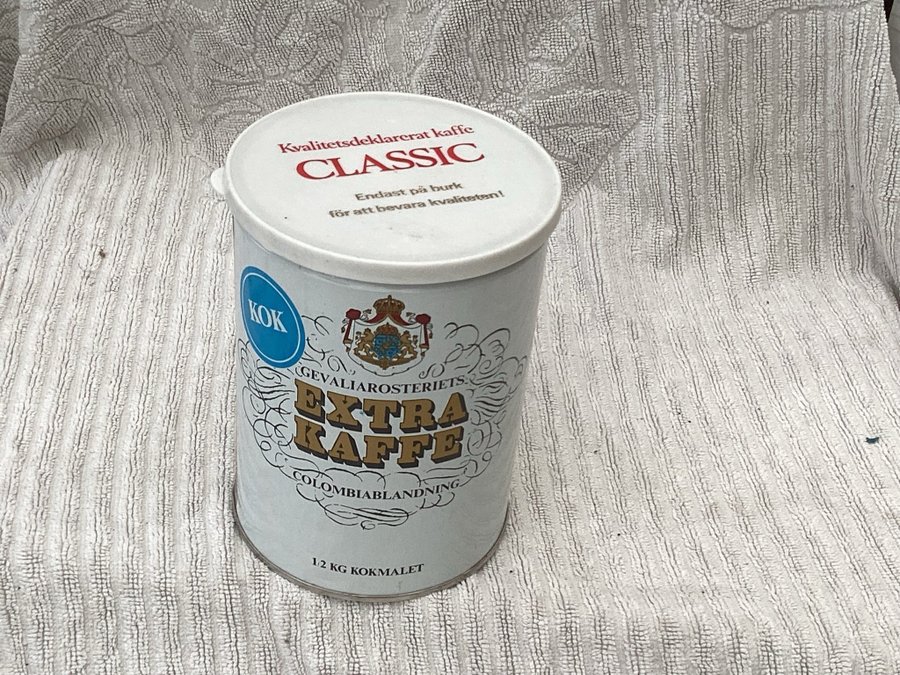 Kvalitetsdeklarerat kaffe
CLASSIC
Endast på burk
för att bevara kvaliteten!
KOK
GEVALIAROSTERIETS
EXTRA
KAFFE
COLOMBIABLANDNING
1/2 KG KOKMALET